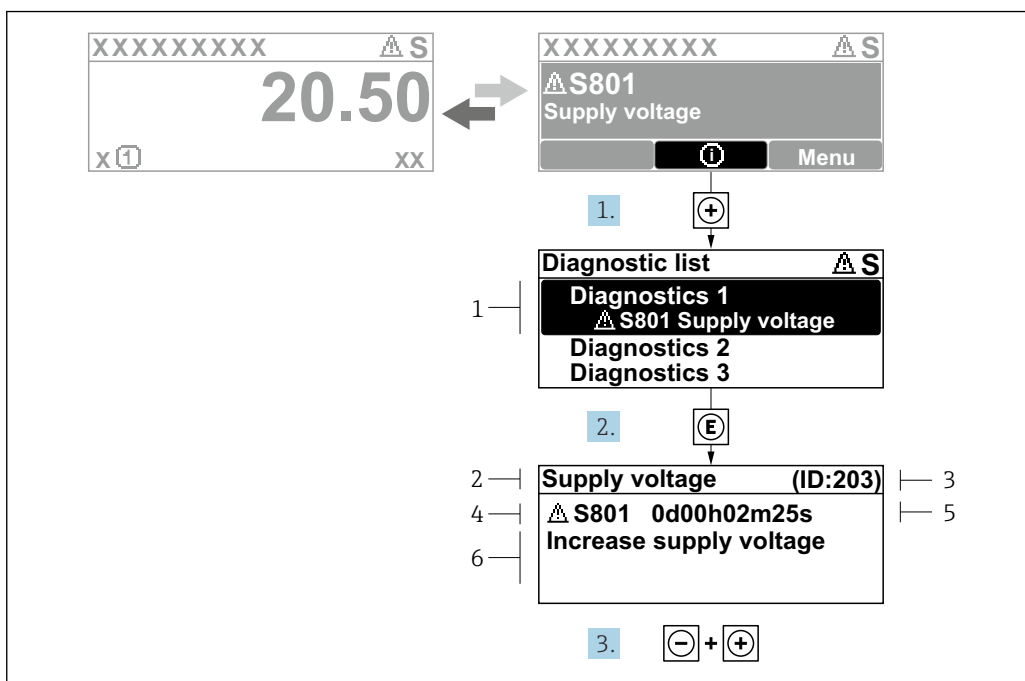 XXXXXXXXX ⚠ S
20.50
x 1 xx
XXXXXXXXX ⚠ S
⚠S801
Supply voltage
i Menu
1. +
Diagnostic list ⚠ S
1
Diagnostics 1
⚠ S801 Supply voltage
Diagnostics 2
Diagnostics 3
2. E
2 Supply voltage (ID:203) 3
4 ⚠ S801 0d00h02m25s 5
6 Increase supply voltage
3. - + +